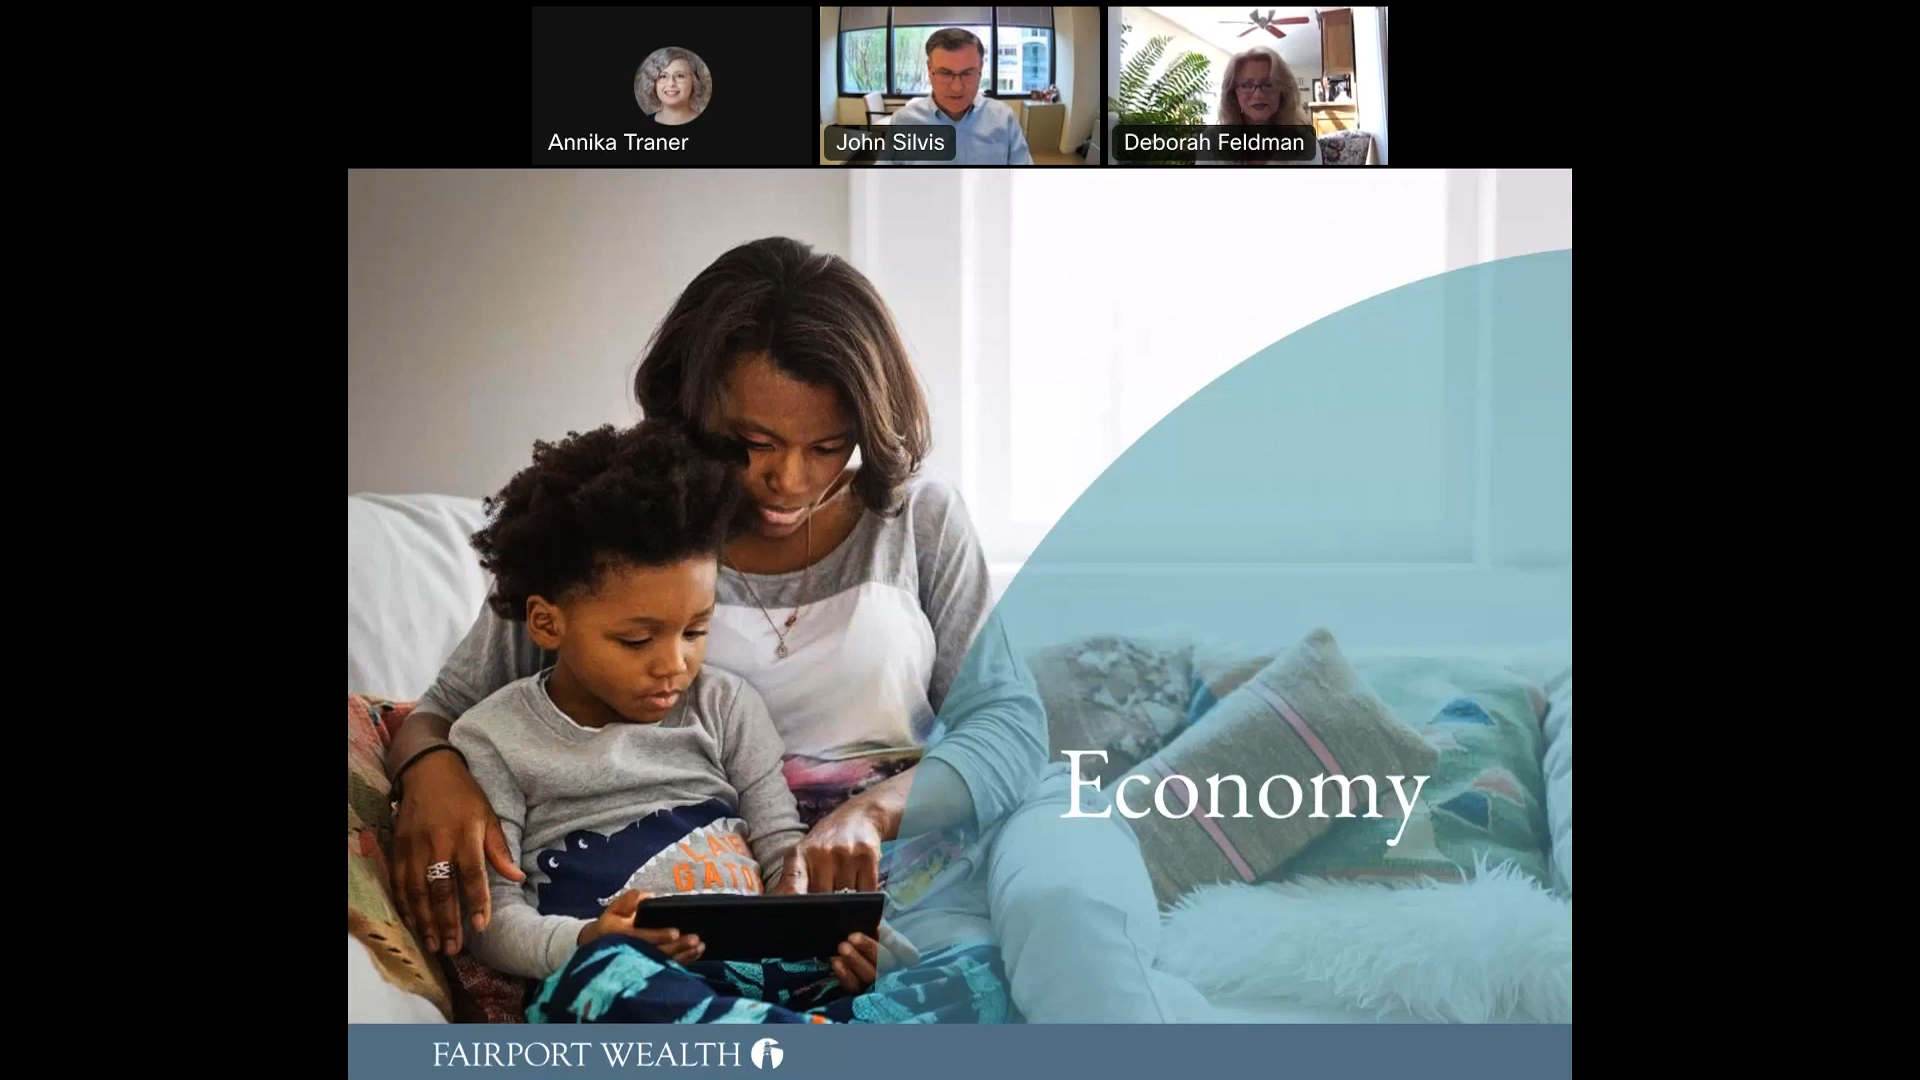 Annika Traner
John Silvis
Deborah Feldman
Economy
FAIRPORT WEALTH